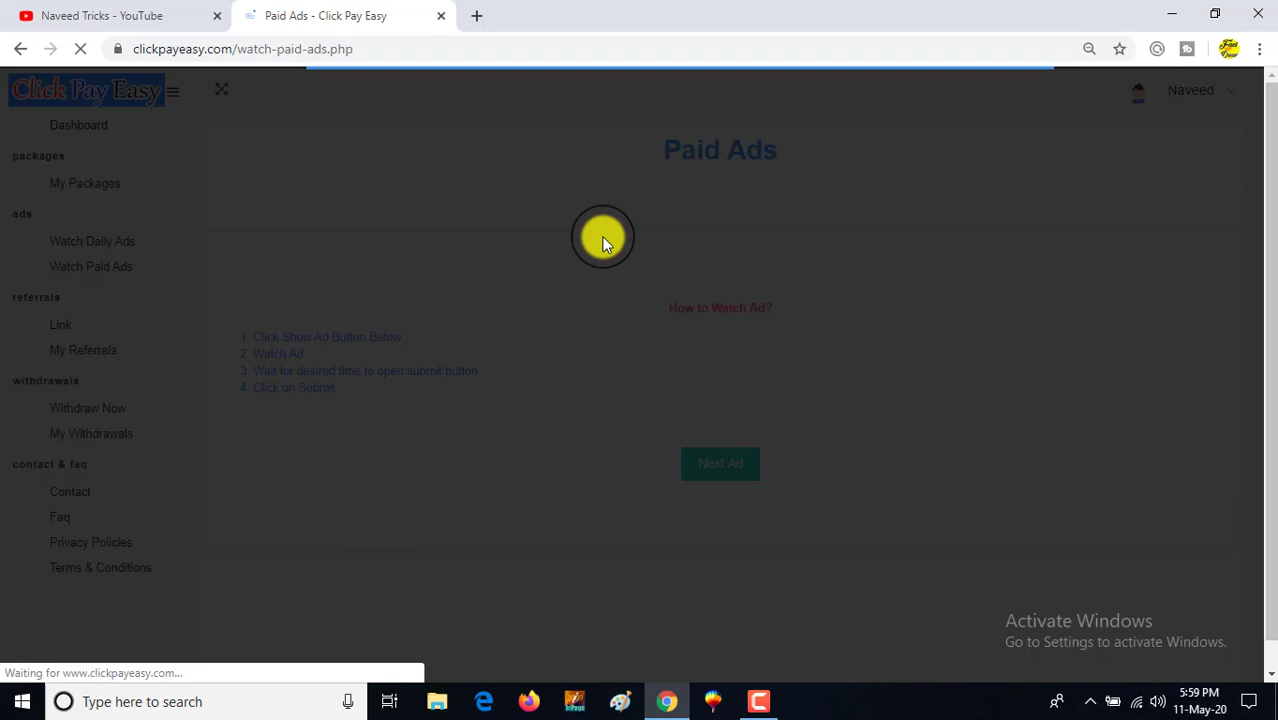 Naveed Tricks - YouTube
Paid Ads - Click Pay Easy
clickpayeasy.com/watch-paid-ads.php
Click Pay Easy
Naveed
Dashboard
packages
My Packages
ads
Watch Daily Ads
Watch Paid Ads
referrals
Link
My Referrals
withdrawals
Withdraw Now
My Withdrawals
contact & faq
Contact
Faq
Privacy Policies
Terms & Conditions
Paid Ads
How to Watch Ad?
1. Click Show Ad Button Below
2. Watch Ad
3. Wait for desired time to open submit button
4. Click on Submit
Next Ad
Activate Windows
Go to Settings to activate Windows.
Waiting for www.clickpayeasy.com...
Type here to search
5:59 PM
11-May-20